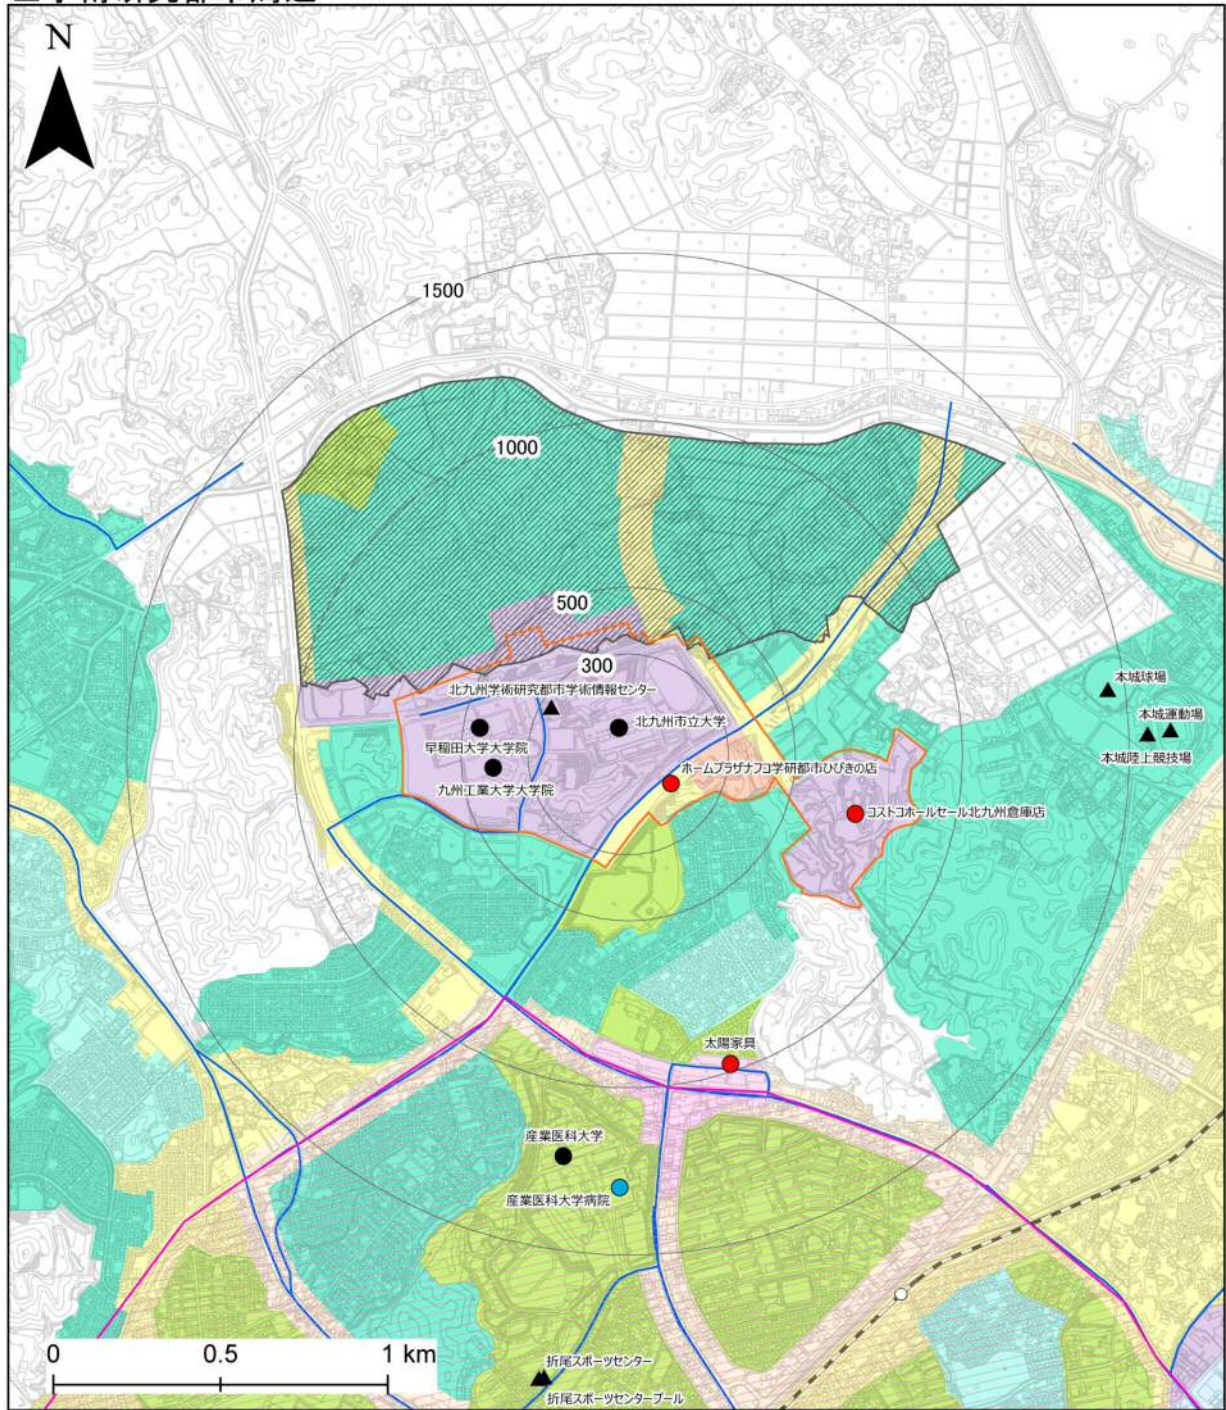 N
1500
1000
500
300
北九州学術研究都市学術情報センター
本城球場
北九州市立大学
本城運動場
早稲田大学大学院
本城陸上競技場
ホームプラザナフコ学研都市ひびきの店
九州工業大学大学院
コストコホールセール北九州倉庫店
太陽家具
産業医科大学
産業医科大学病院
0 0.5 1 km
折尾スポーツセンター
折尾スポーツセンタープール